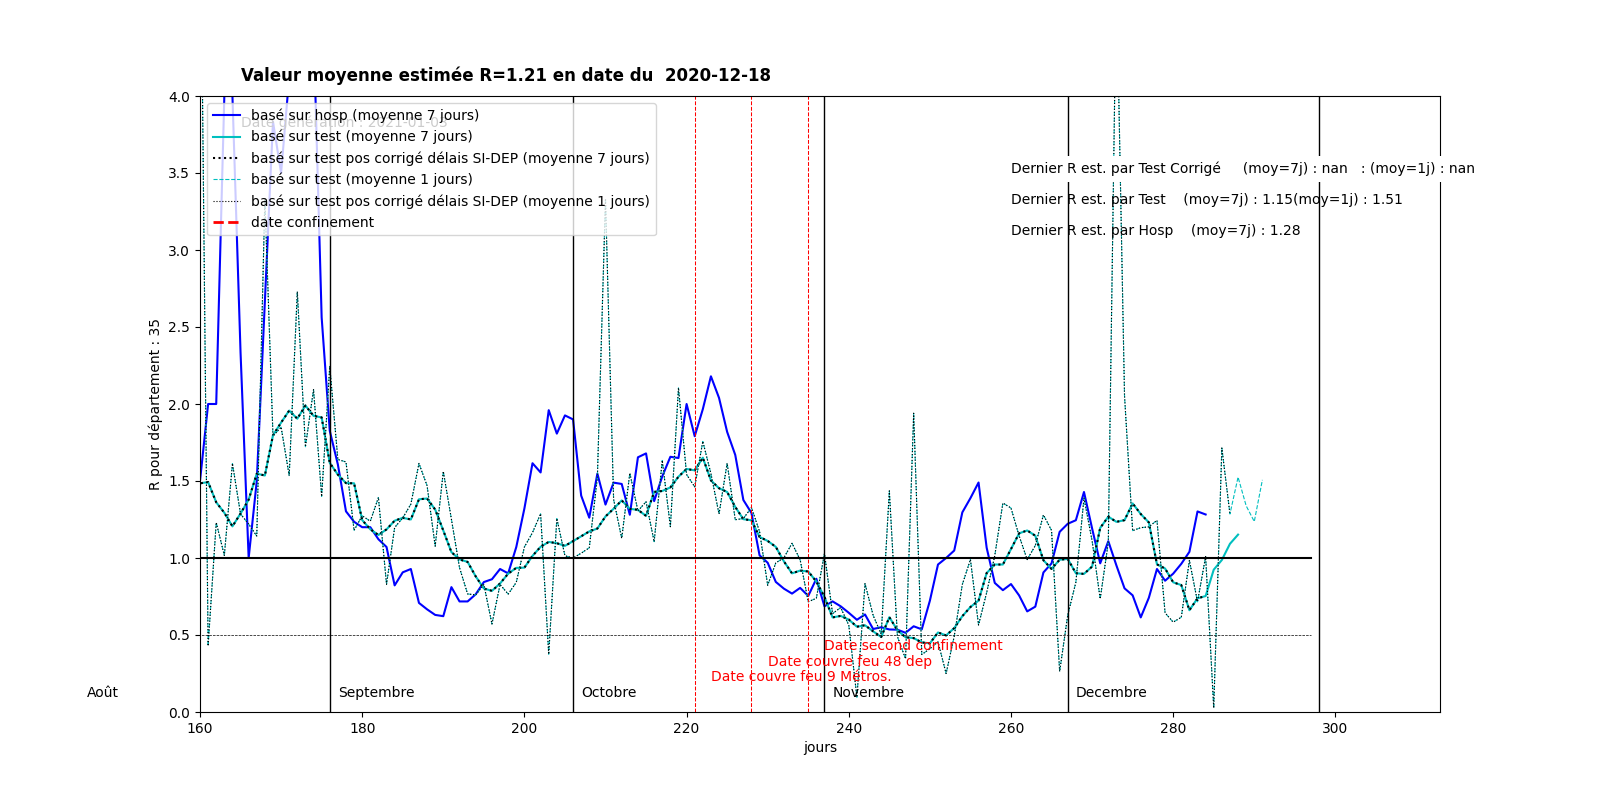 Valeur moyenne estimée R=1.21 en date du  2020-12-18
basé sur hosp (moyenne 7 jours)
Date génération : 2021-01-03
basé sur test (moyenne 7 jours)
basé sur test pos corrigé délais SI-DEP (moyenne 7 jours)
basé sur test (moyenne 1 jours)
basé sur test pos corrigé délais SI-DEP (moyenne 1 jours)
date confinement
Dernier R est. par Test Corrigé     (moy=7j) : nan   : (moy=1j) : nan
Dernier R est. par Test    (moy=7j) : 1.15(moy=1j) : 1.51
Dernier R est. par Hosp    (moy=7j) : 1.28
R pour département : 35
4.0
3.5
3.0
2.5
2.0
1.5
1.0
0.5
0.0
Date second confinement
Date couvre feu 48 dep
Date couvre feu 9 Métros.
Août
Septembre
Octobre
Novembre
Decembre
160 180 200 220 240 260 280 300
jours